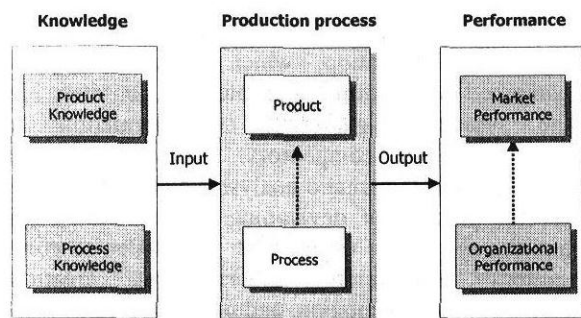 Knowledge
Production process
Performance
Product
Knowledge
Product
Market
Performance
Input
Output
Process
Knowledge
Process
Organizational
Performance